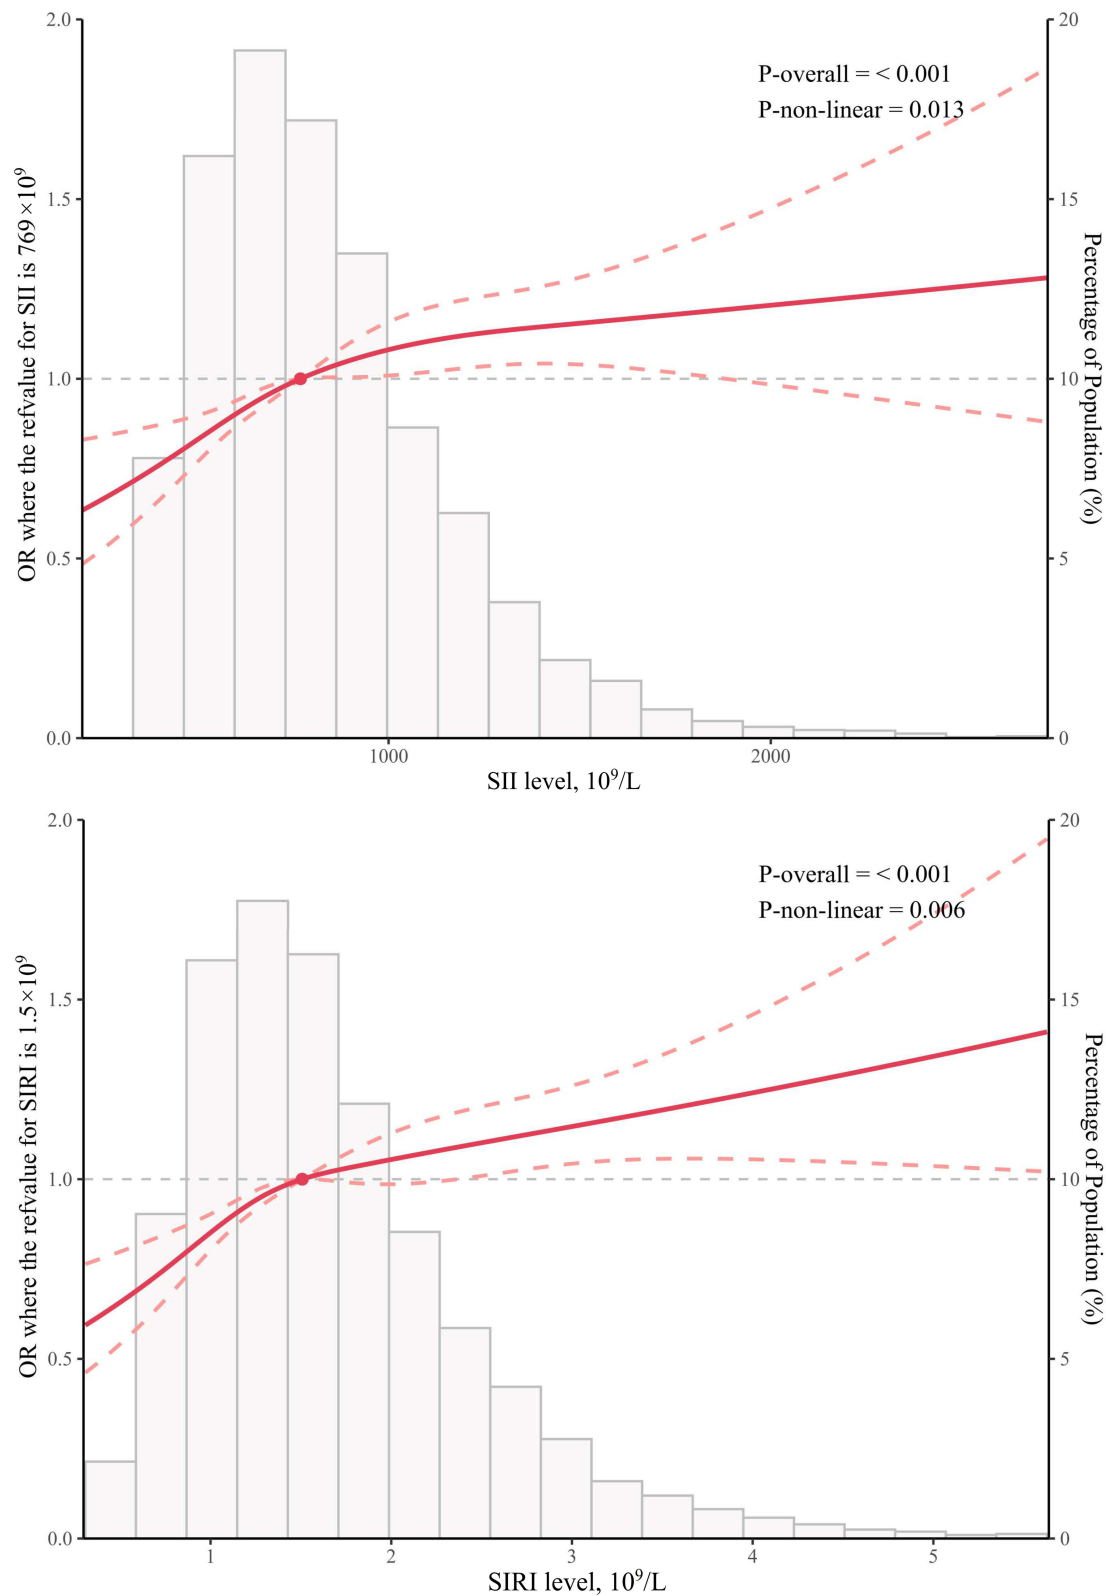 2.0
20
P-overall = < 0.001
P-non-linear = 0.013
1.5
15
OR where the refvalue for SII is 769×10⁹
Percentage of Population (%)
1.0
10
0.5
5
0.0
0
1000
2000
SII level, 10⁹/L
2.0
20
P-overall = < 0.001
P-non-linear = 0.006
1.5
15
OR where the refvalue for SIRI is 1.5×10⁹
Percentage of Population (%)
1.0
10
0.5
5
0.0
0
1
2
3
4
5
SIRI level, 10⁹/L